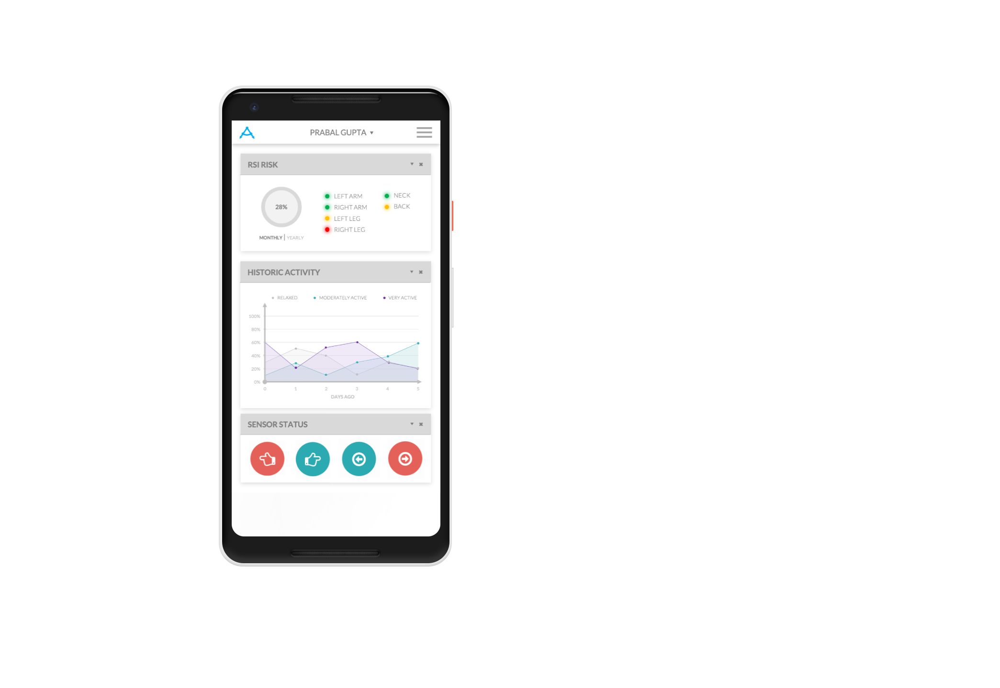 PRABAL GUPTA
RSI RISK
28%
MONTHLY | YEARLY
LEFT ARM
RIGHT ARM
LEFT LEG
RIGHT LEG
NECK
BACK
HISTORIC ACTIVITY
RELAXED MODERATELY ACTIVE VERY ACTIVE
100%
80%
60%
40%
20%
0%
0 1 2 3 4 5
DAYS AGO
SENSOR STATUS